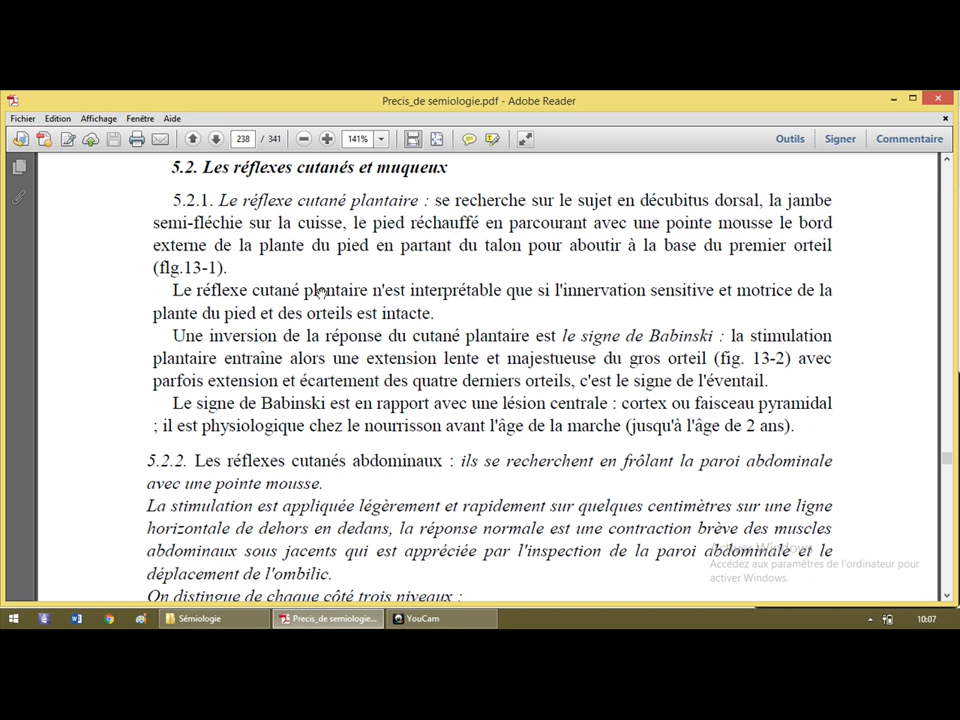 Precis_de semiologie.pdf - Adobe Reader
Fichier Edition Affichage Fenêtre Aide
238 / 341 141% Outils Signer Commentaire
5.2. Les réflexes cutanés et muqueux
5.2.1. Le réflexe cutané plantaire : se recherche sur le sujet en décubitus dorsal, la jambe
semi-fléchie sur la cuisse, le pied réchauffé en parcourant avec une pointe mousse le bord
externe de la plante du pied en partant du talon pour aboutir à la base du premier orteil
(flg.13-1).
Le réflexe cutané plantaire n'est interprétable que si l'innervation sensitive et motrice de la
plante du pied et des orteils est intacte.
Une inversion de la réponse du cutané plantaire est le signe de Babinski : la stimulation
plantaire entraîne alors une extension lente et majestueuse du gros orteil (fig. 13-2) avec
parfois extension et écartement des quatre derniers orteils, c'est le signe de l'éventail.
Le signe de Babinski est en rapport avec une lésion centrale : cortex ou faisceau pyramidal
; il est physiologique chez le nourrisson avant l'âge de la marche (jusqu'à l'âge de 2 ans).
5.2.2. Les réflexes cutanés abdominaux : ils se recherchent en frôlant la paroi abdominale
avec une pointe mousse.
La stimulation est appliquée légèrement et rapidement sur quelques centimètres sur une ligne
horizontale de dehors en dedans, la réponse normale est une contraction brève des muscles
abdominaux sous jacents qui est appréciée par l'inspection de la paroi abdominale et le
déplacement de l'ombilic.
On distingue de chaque côté trois niveaux :
Activer Windows
Accédez aux paramètres de l'ordinateur pour
activer Windows.
Sémiologie Precis_de semiologie... YouCam 10:07